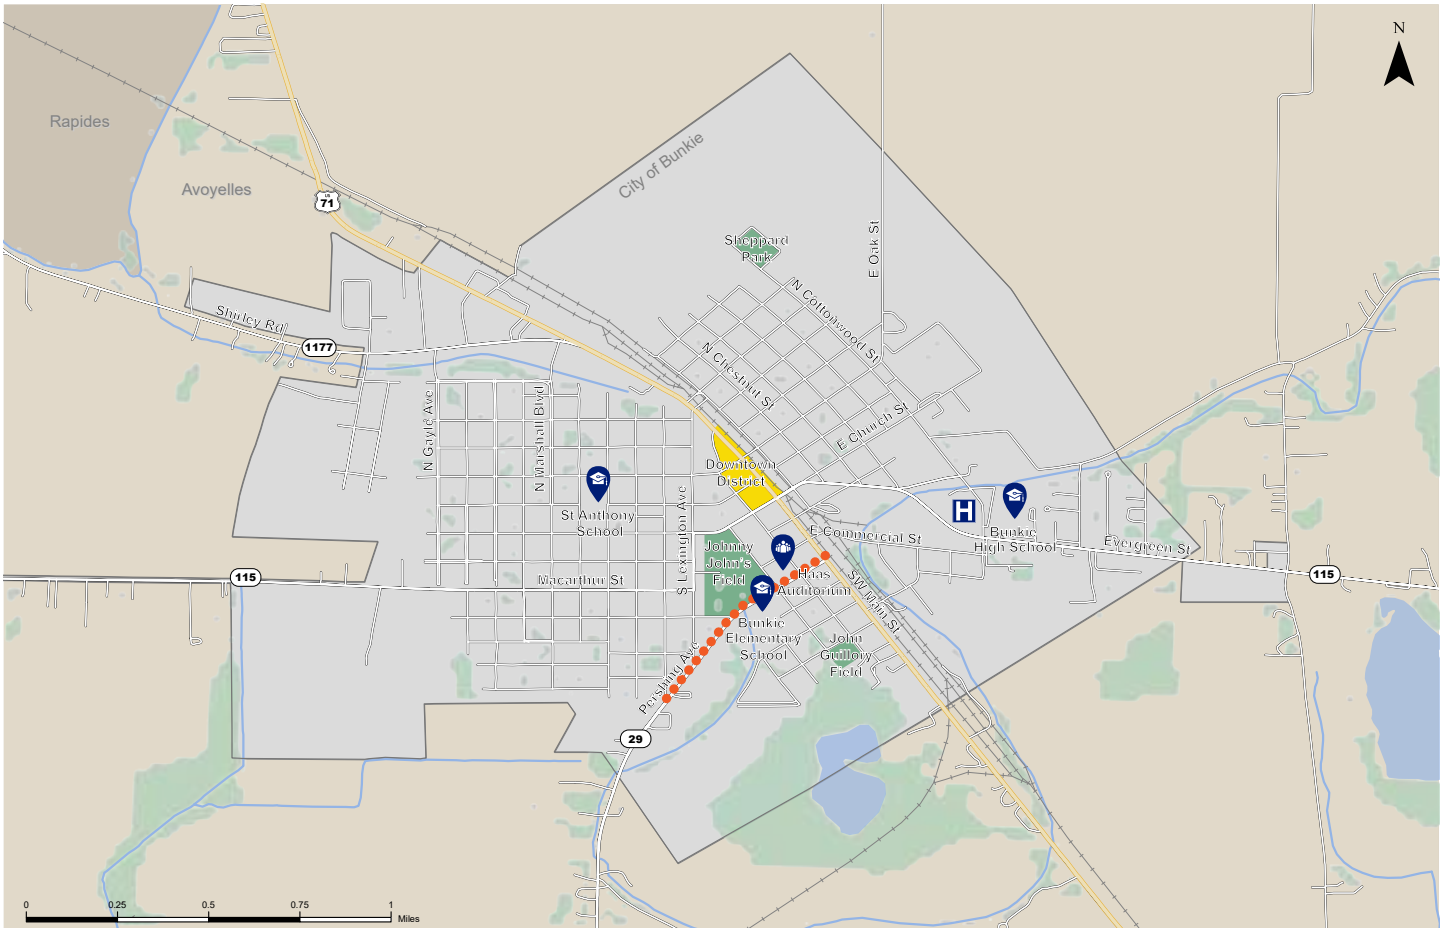 N
Rapides
Avoyelles
US
71
City of Bunkie
Sheppard
Park
E Oak St
N Cottonwood St
Shirley Rd
1177
N Chestnut St
N Gayle Ave
N Marshall Blvd
E Church St
Downtown
District
St Anthony
School
S Lexington Ave
H
Bunkie
High School
E Commercial St
Evergreen St
Johnny
John's
Field
115
Macarthur St
Haas
Auditorium
SW Main St
115
Bunkie
Elementary
School
John
Guillory
Field
Pershing Ave
29
0
0.25
0.5
0.75
1
Miles